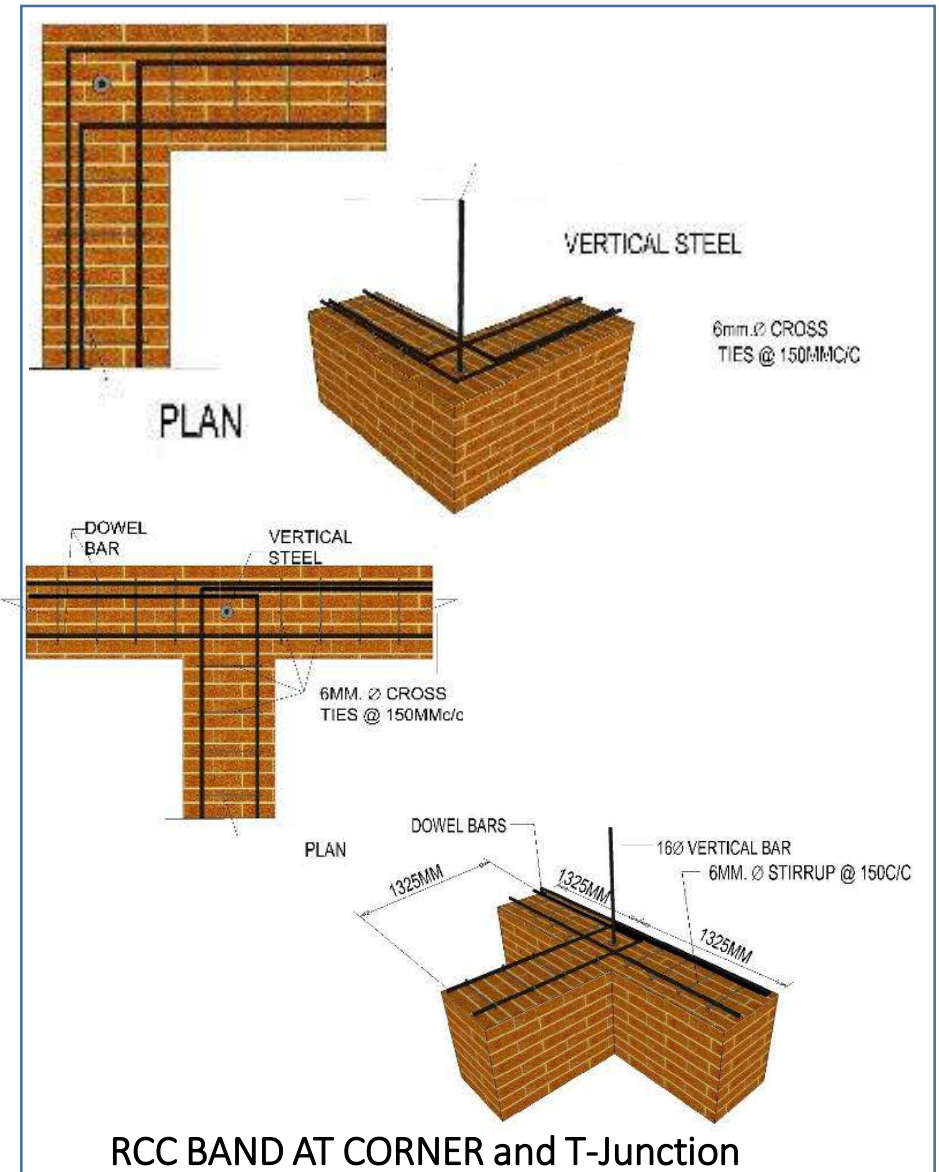 VERTICAL STEEL
6mm.∅ CROSS
TIES @ 150MMC/C
PLAN
DOWEL
BAR
VERTICAL
STEEL
6MM. ∅ CROSS
TIES @ 150MMc/c
PLAN
DOWEL BARS
16∅ VERTICAL BAR
6MM. ∅ STIRRUP @ 150C/C
1325MM
1325MM
1325MM
RCC BAND AT CORNER and T-Junction